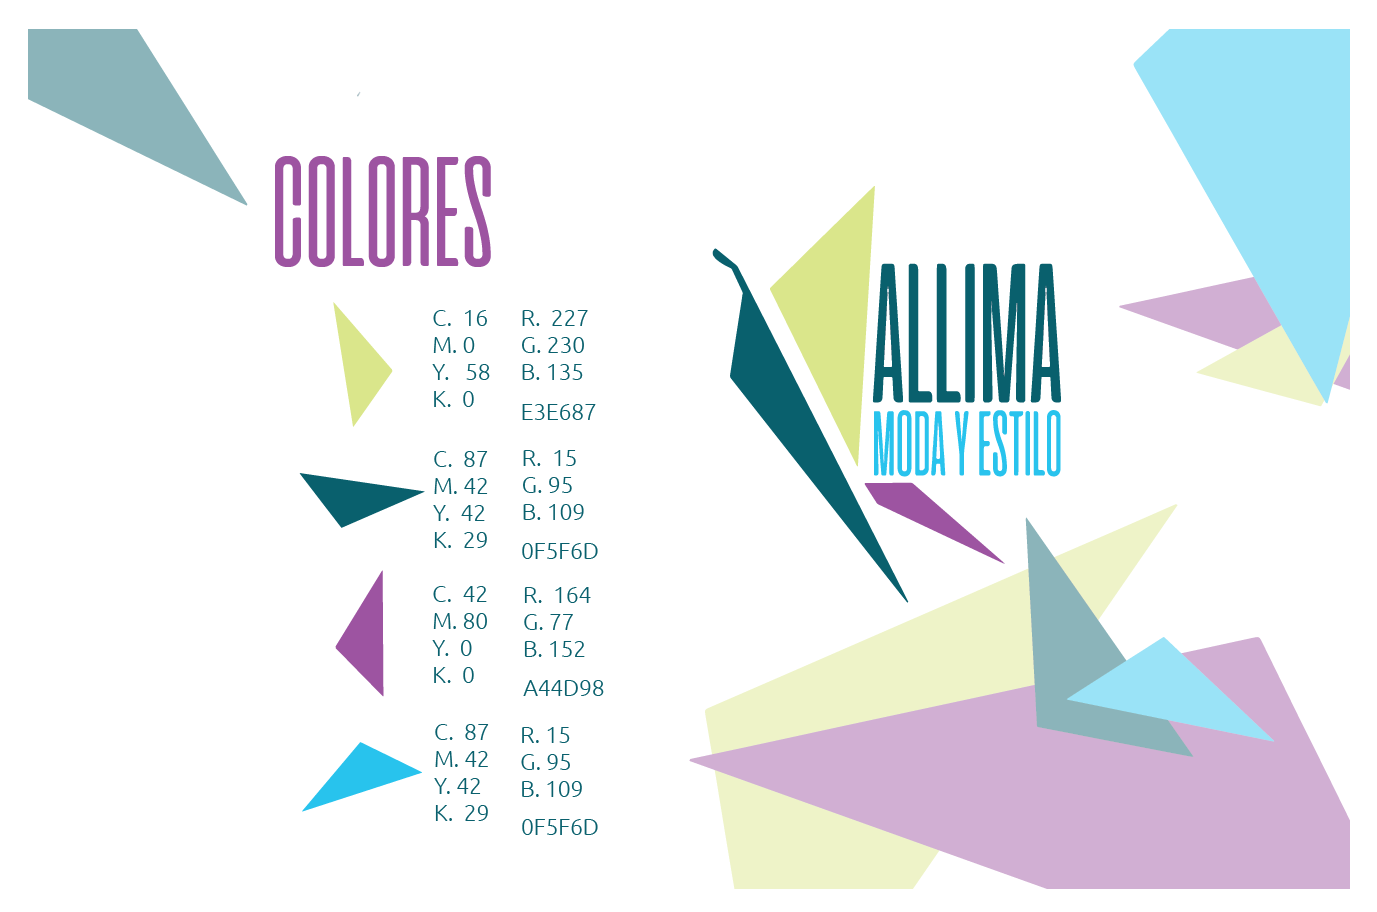 COLORES
C. 16
M. 0
Y. 58
K. 0
R. 227
G. 230
B. 135
E3E687
C. 87
M. 42
Y. 42
K. 29
R. 15
G. 95
B. 109
0F5F6D
C. 42
M. 80
Y. 0
K. 0
R. 164
G. 77
B. 152
A44D98
C. 87
M. 42
Y. 42
K. 29
R. 15
G. 95
B. 109
0F5F6D
ALLIMA
MODA Y ESTILO